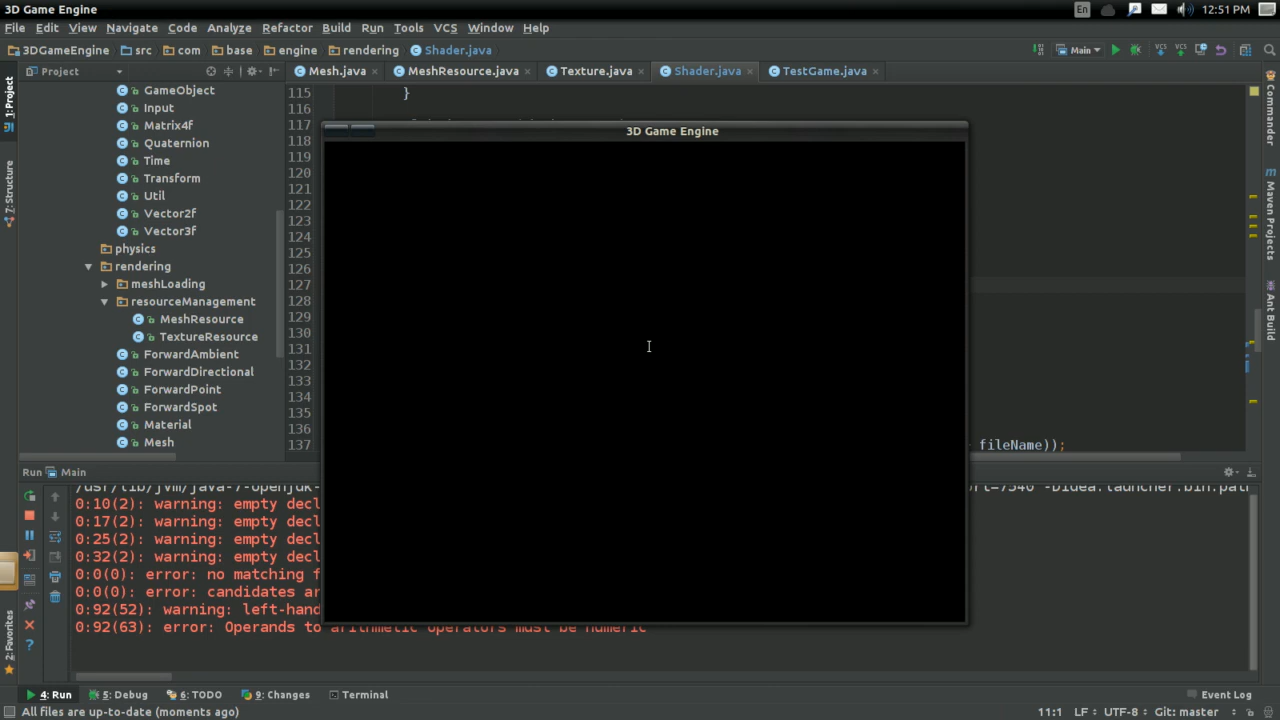 3D Game Engine
En
12:51 PM
File Edit View Navigate Code Analyze Refactor Build Run Tools VCS Window Help
3DGameEngine src com base engine rendering Shader.java
Main
Project
Mesh.java MeshResource.java Texture.java Shader.java TestGame.java
1: Project
7: Structure
2: Favorites
GameObject
Input
Matrix4f
Quaternion
Time
Transform
Util
Vector2f
Vector3f
physics
rendering
meshLoading
resourceManagement
MeshResource
TextureResource
ForwardAmbient
ForwardDirectional
ForwardPoint
ForwardSpot
Material
Mesh
115 }
116
117
118
119
120
121
122
123
124
125
126
127
128
129
130
131
132
133
134
135
136
137 fileName));
3D Game Engine
Commander
Maven Projects
Ant Build
Run Main
0:10(2): warning: empty decl
0:17(2): warning: empty decl
0:25(2): warning: empty decl
0:32(2): warning: empty decl
0:0(0): error: no matching f
0:0(0): error: candidates ar
0:92(52): warning: left-hand
0:92(63): error: Operands to arithmetic operators must be numeric
4: Run 5: Debug 6: TODO 9: Changes Terminal Event Log
All files are up-to-date (moments ago) 11:1 LF UTF-8 Git: master